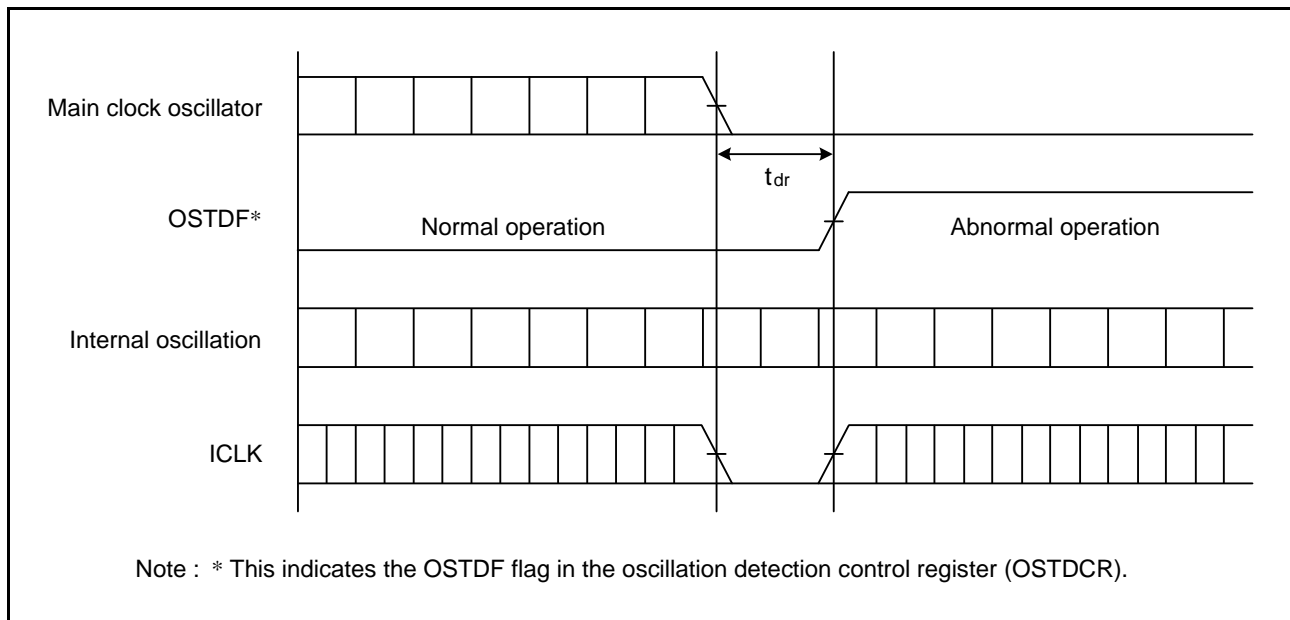 Main clock oscillator
tdr
OSTDF*
Normal operation
Abnormal operation
Internal oscillation
ICLK
Note : * This indicates the OSTDF flag in the oscillation detection control register (OSTDCR).